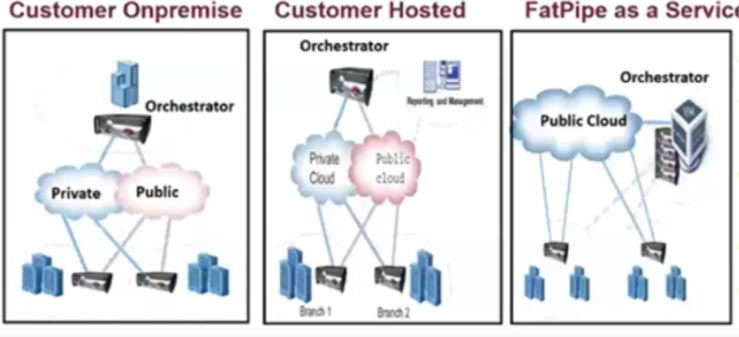 Customer Onpremise
Orchestrator
Private
Public
Customer Hosted
Orchestrator
Reporting and Management
Private
Cloud
Public
cloud
Branch 1
Branch 2
FatPipe as a Service
Orchestrator
Public Cloud